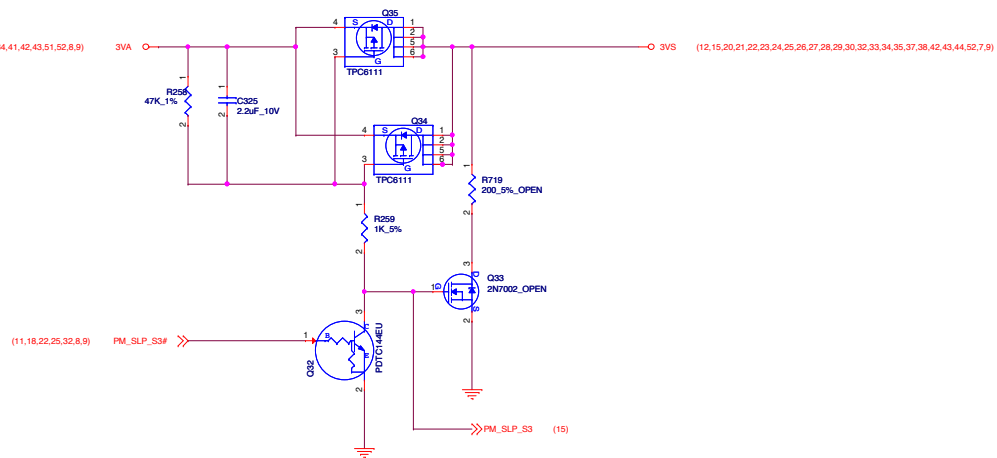 Q35
4 S D 1
2
5
6
3 G
TPC6111
4,41,42,43,51,52,8,9) 3VA
3VS (12,15,20,21,22,23,24,25,26,27,28,29,30,32,33,34,35,37,38,42,43,44,52,7,9)
1
R258
47K_1%
2
1
C325
2.2uF_10V
2
Q34
4 S D 1
2
5
6
3 G
TPC6111
1
R719
200_5%_OPEN
2
1
R259
1K_5%
2
3
D
Q33
2N7002_OPEN
1 G
S
2
3
C
(11,18,22,25,32,8,9) PM_SLP_S3# 1 B
E
Q32
PDTC144EU
2
PM_SLP_S3 (15)